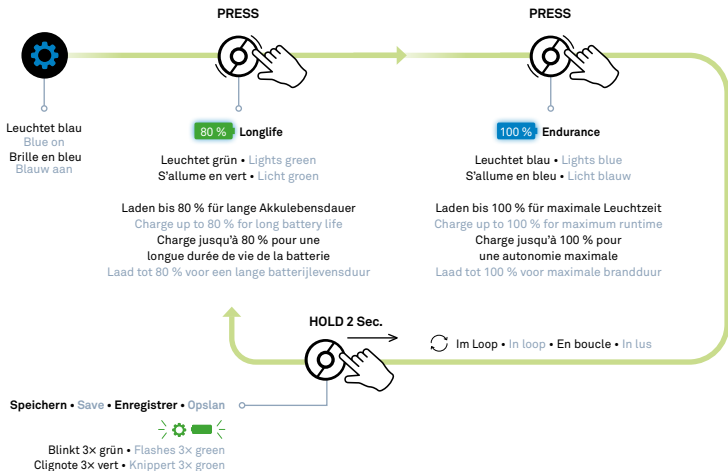 PRESS
PRESS
Leuchtet blau
Blue on
Brille en bleu
Blauw aan
80 % Longlife
Leuchtet grün • Lights green
S'allume en vert • Licht groen
Laden bis 80 % für lange Akkulebensdauer
Charge up to 80 % for long battery life
Charge jusqu'à 80 % pour une
longue durée de vie de la batterie
Laad tot 80 % voor een lange batterijlevensduur
100 % Endurance
Leuchtet blau • Lights blue
S'allume en bleu • Licht blauw
Laden bis 100 % für maximale Leuchtzeit
Charge up to 100 % for maximum runtime
Charge jusqu'à 100 % pour
une autonomie maximale
Laad tot 100 % voor maximale brandduur
HOLD 2 Sec.
Im Loop • In loop • En boucle • In lus
Speichern • Save • Enregistrer • Opslan
Blinkt 3× grün • Flashes 3× green
Clignote 3× vert • Knippert 3× groen